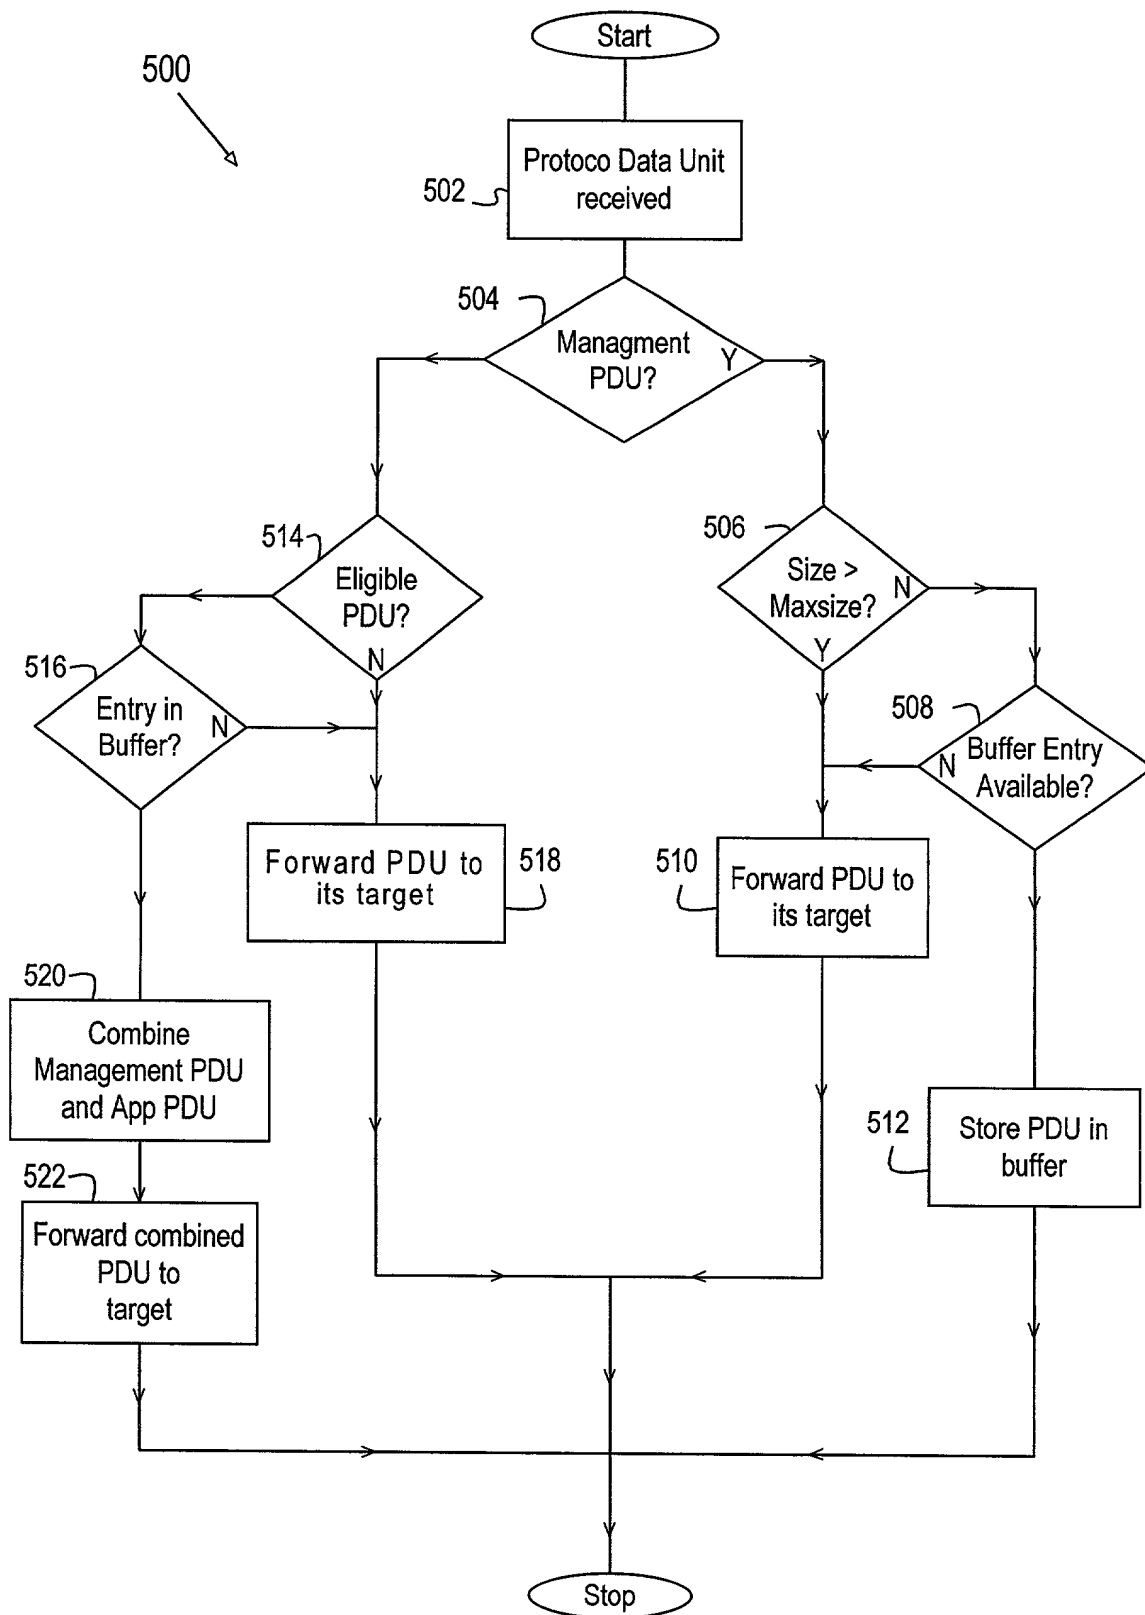 Start
500
Protoco Data Unit
received
502
504
Managment
PDU?
Y
514
Eligible
PDU?
N
506
Size >
Maxsize?
N
Y
516
Entry in
Buffer?
N
508
Buffer Entry
Available?
N
Forward PDU to
its target
518
510
Forward PDU to
its target
520
Combine
Management PDU
and App PDU
512
Store PDU in
buffer
522
Forward combined
PDU to
target
Stop